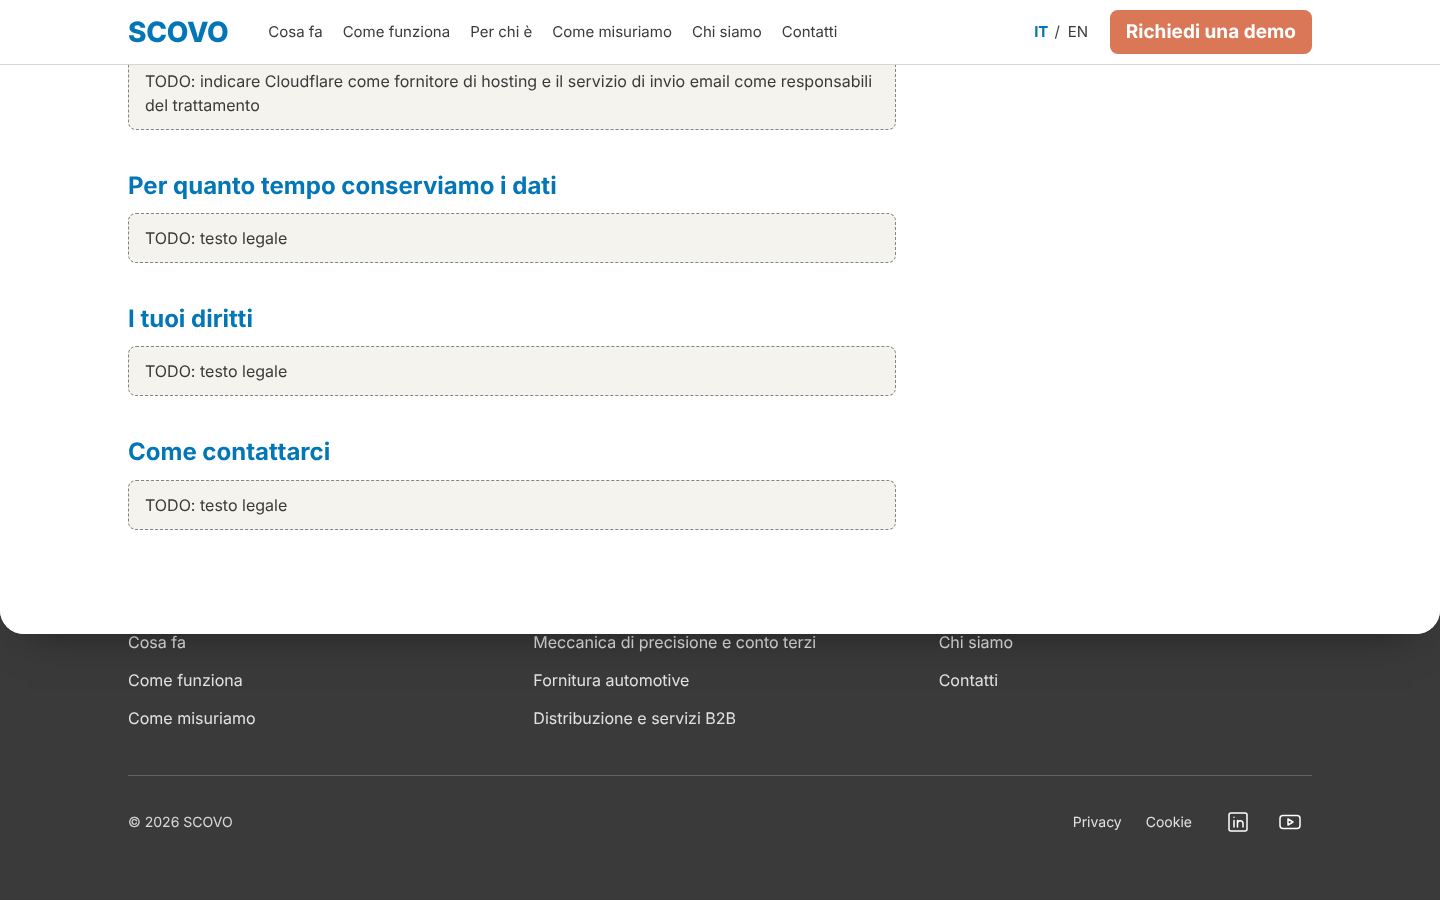 SCOVO
Cosa fa
Come funziona
Per chi è
Come misuriamo
Chi siamo
Contatti
IT / EN
Richiedi una demo
TODO: indicare Cloudflare come fornitore di hosting e il servizio di invio email come responsabili
del trattamento
Per quanto tempo conserviamo i dati
TODO: testo legale
I tuoi diritti
TODO: testo legale
Come contattarci
TODO: testo legale
Cosa fa
Come funziona
Come misuriamo
Meccanica di precisione e conto terzi
Fornitura automotive
Distribuzione e servizi B2B
Chi siamo
Contatti
© 2026 SCOVO
Privacy
Cookie
in